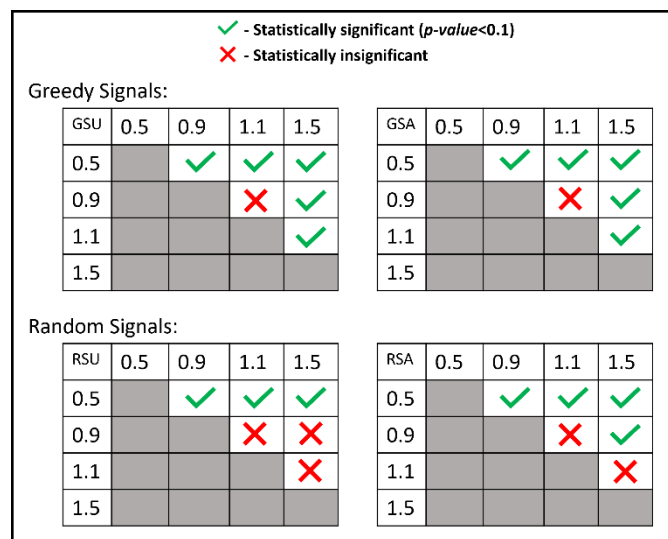 ✓ - Statistically significant (p-value<0.1)
✗ - Statistically insignificant
Greedy Signals:
GSU 0.5 0.9 1.1 1.5
0.5 ✓ ✓ ✓
0.9 ✗ ✓
1.1 ✓
1.5
GSA 0.5 0.9 1.1 1.5
0.5 ✓ ✓ ✓
0.9 ✗ ✓
1.1 ✓
1.5
Random Signals:
RSU 0.5 0.9 1.1 1.5
0.5 ✓ ✓ ✓
0.9 ✗ ✗
1.1 ✗
1.5
RSA 0.5 0.9 1.1 1.5
0.5 ✓ ✓ ✓
0.9 ✗ ✓
1.1 ✗
1.5